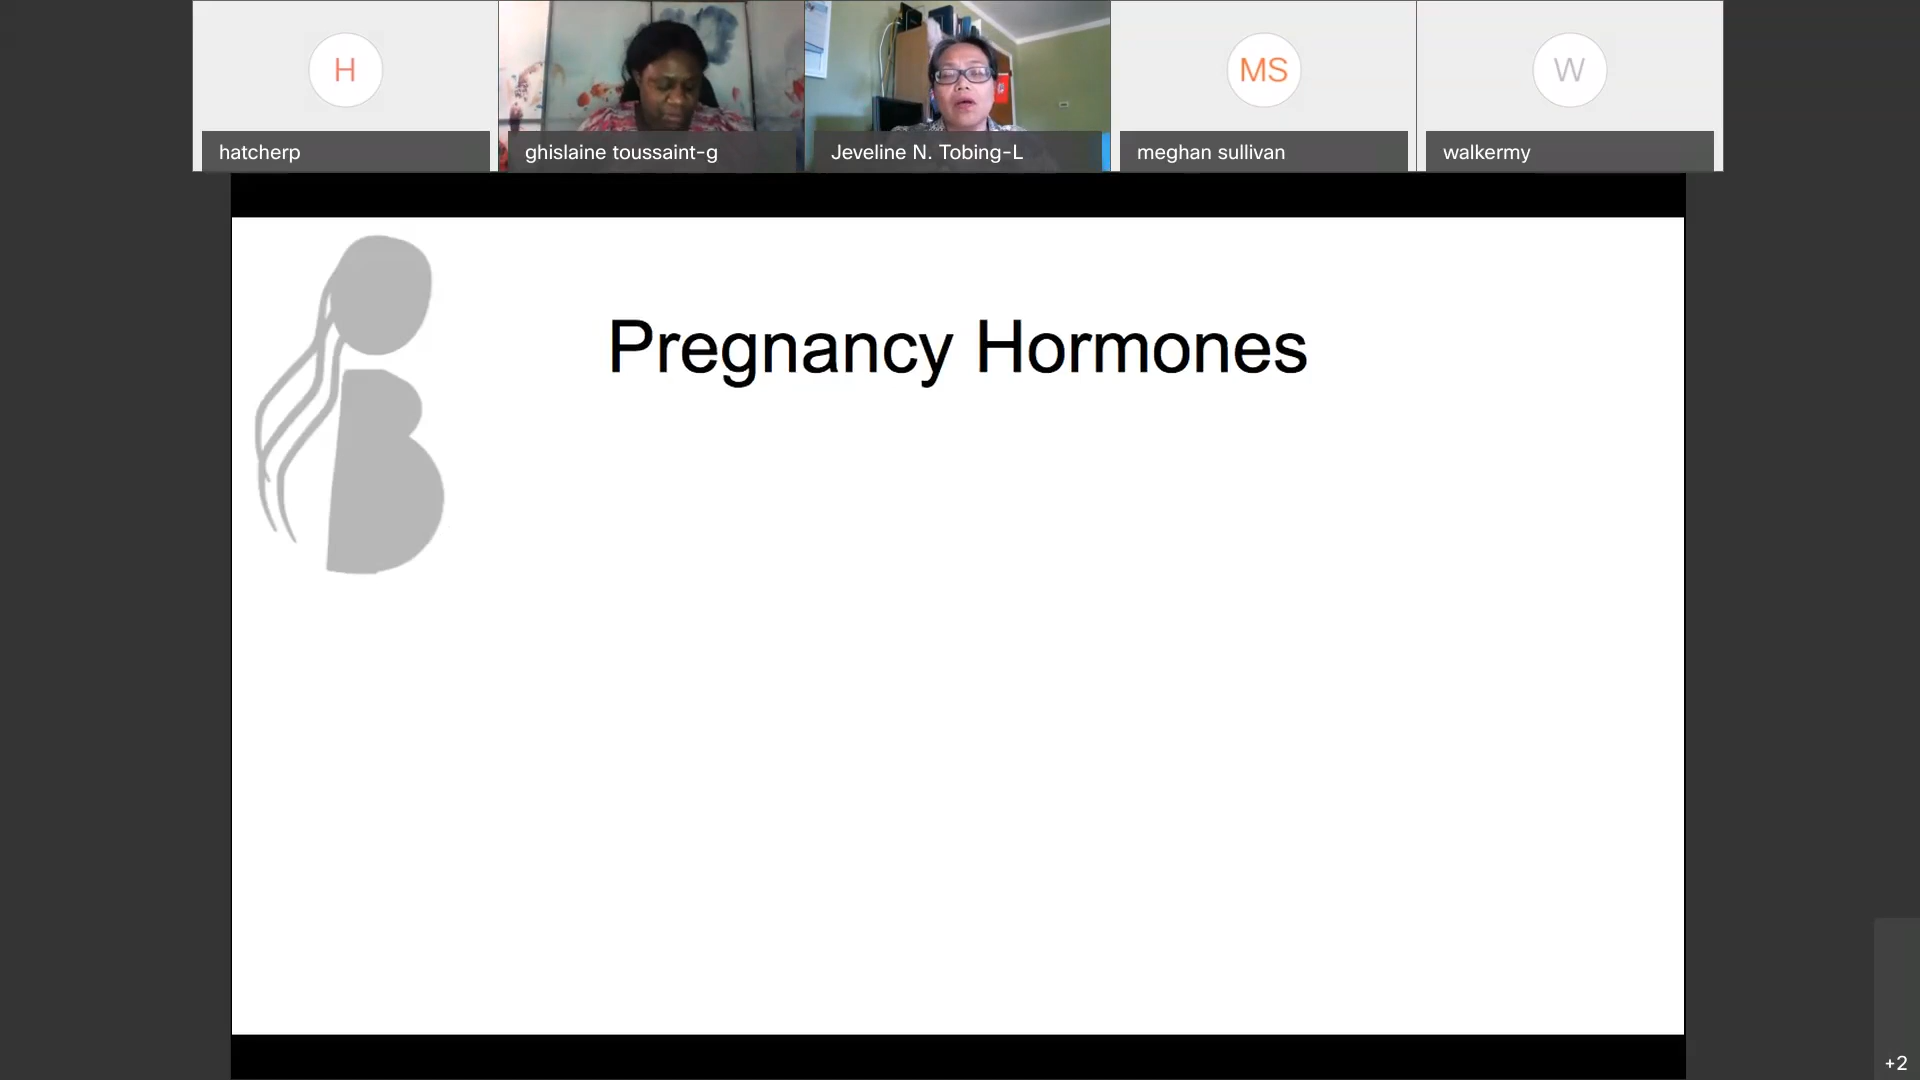 H
MS
W
hatcherp
ghislaine toussaint-g
Jeveline N. Tobing-L
meghan sullivan
walkermy
Pregnancy Hormones
+2